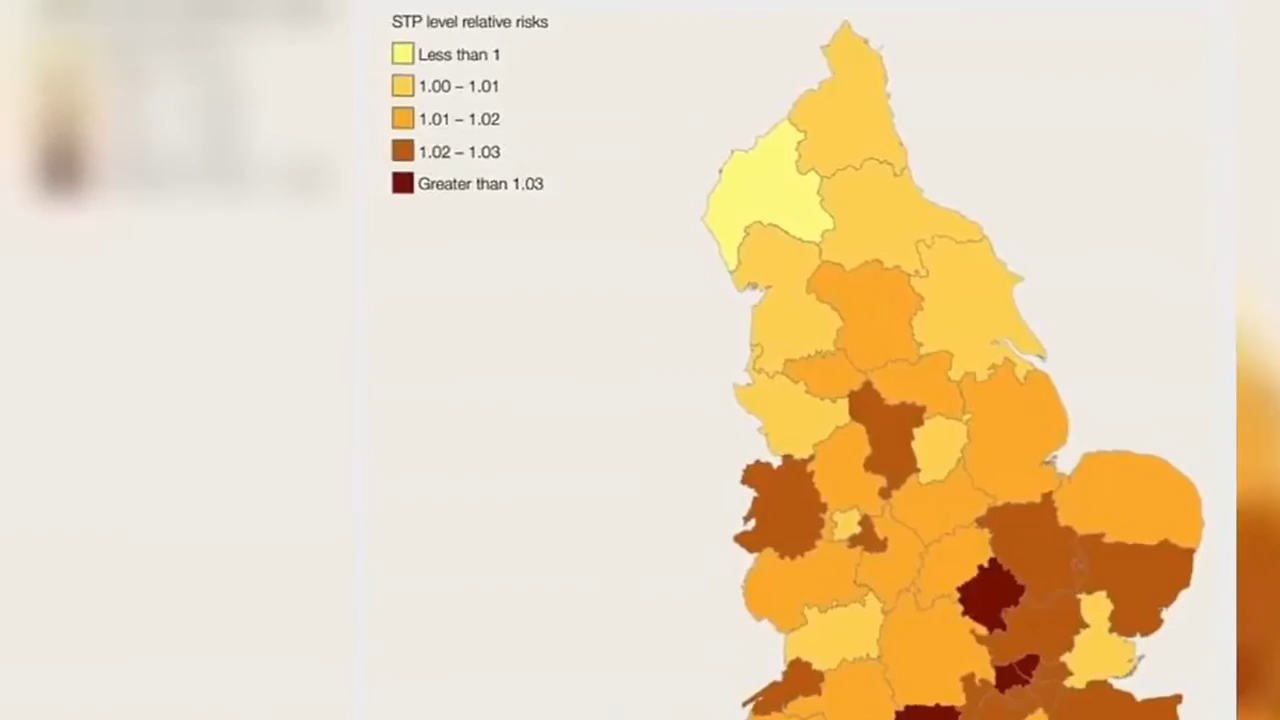 STP level relative risks
Less than 1
1.00 – 1.01
1.01 – 1.02
1.02 – 1.03
Greater than 1.03